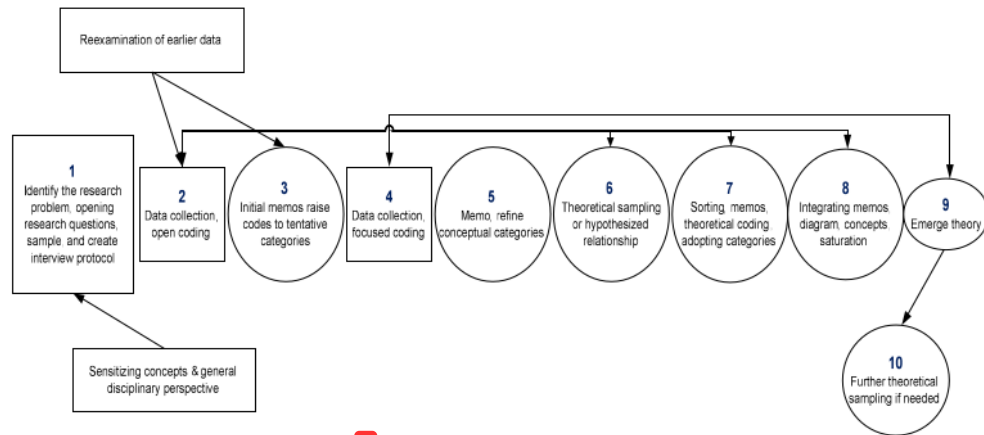 Reexamination of earlier data
1
Identify the research
problem, opening
research questions,
sample, and create
interview protocol
2
Data collection,
open coding
3
Initial memos raise
codes to tentative
categories
4
Data collection,
focused coding
5
Memo, refine
conceptual categories
6
Theoretical sampling
or hypothesized
relationship
7
Sorting, memos,
theoretical coding,
adopting categories
8
Integrating memos,
diagram, concepts,
saturation
9
Emerge theory
Sensitizing concepts & general
disciplinary perspective
10
Further theoretical
sampling if needed